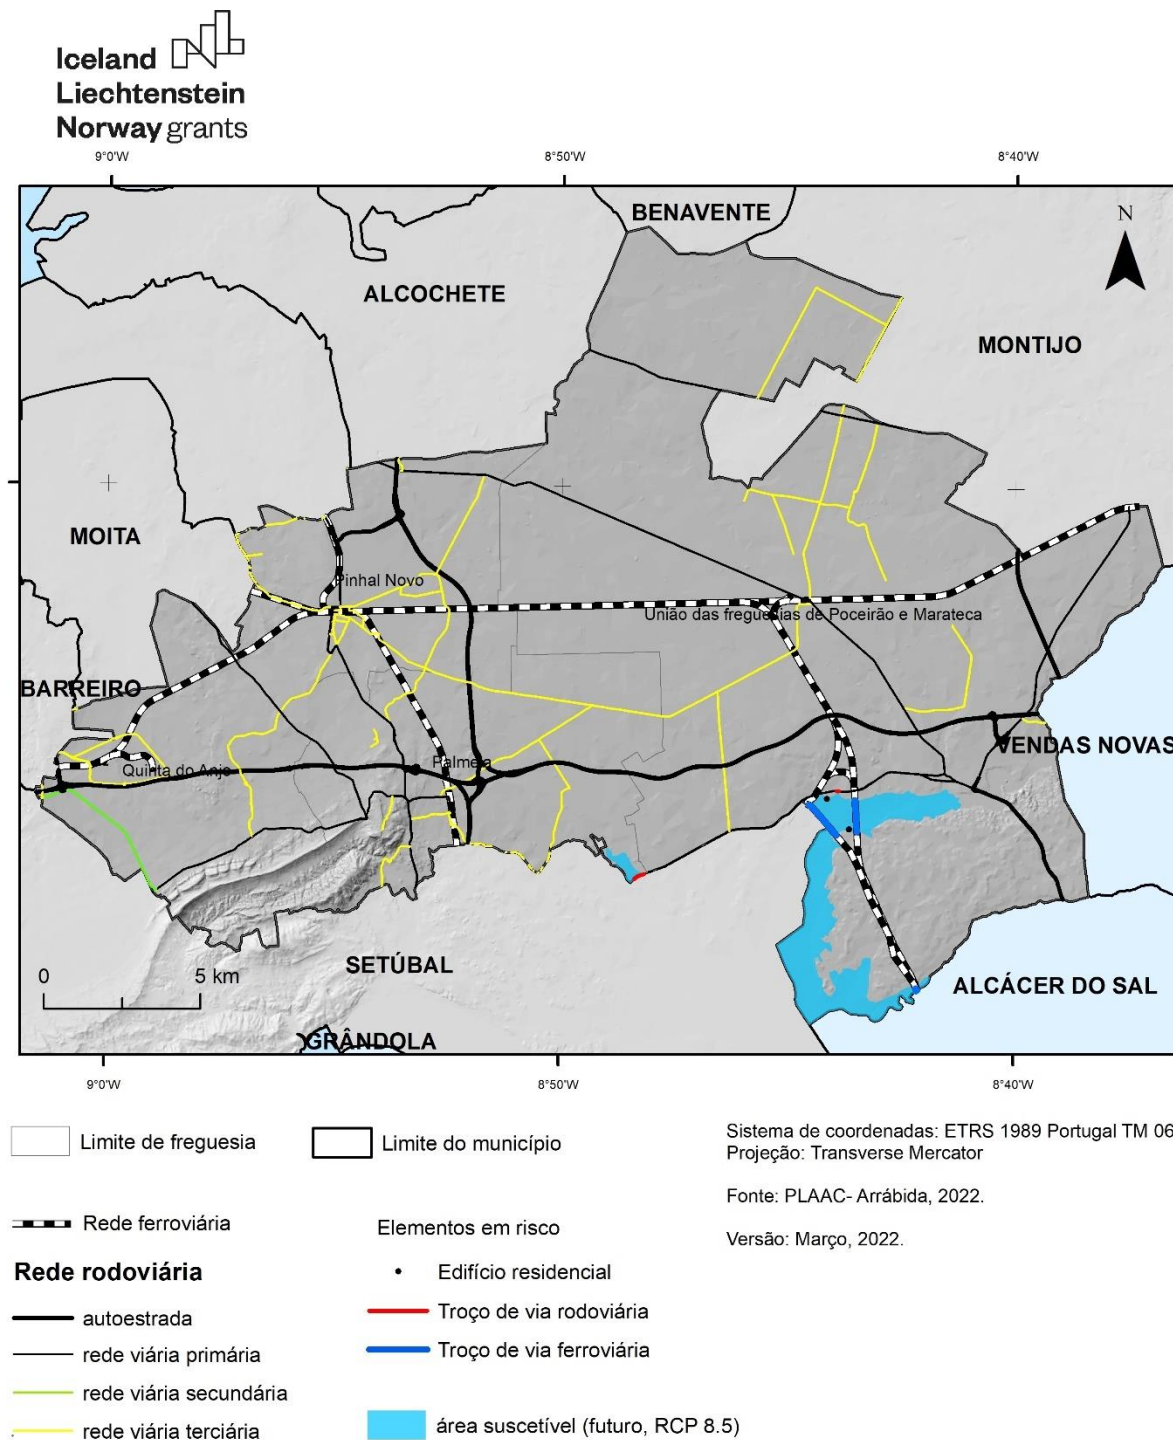 Iceland
Liechtenstein
Norway grants
9°0'W 8°50'W 8°40'W
BENAVENTE
N
ALCOCHETE
MONTIJO
MOITA
Pinhal Novo
União das freguesias de Poceirão e Marateca
BARREIRO
VENDAS NOVAS
Palmela
Quinta do Anjo
SETÚBAL
0 5 km
ALCÁCER DO SAL
GRÂNDOLA
9°0'W 8°50'W 8°40'W
Limite de freguesia
Limite do município
Sistema de coordenadas: ETRS 1989 Portugal TM 06
Projeção: Transverse Mercator
Fonte: PLAAC- Arrábida, 2022.
Versão: Março, 2022.
Rede ferroviária
Rede rodoviária
autoestrada
rede viária primária
rede viária secundária
rede viária terciária
Elementos em risco
Edifício residencial
Troço de via rodoviária
Troço de via ferroviária
área suscetível (futuro, RCP 8.5)